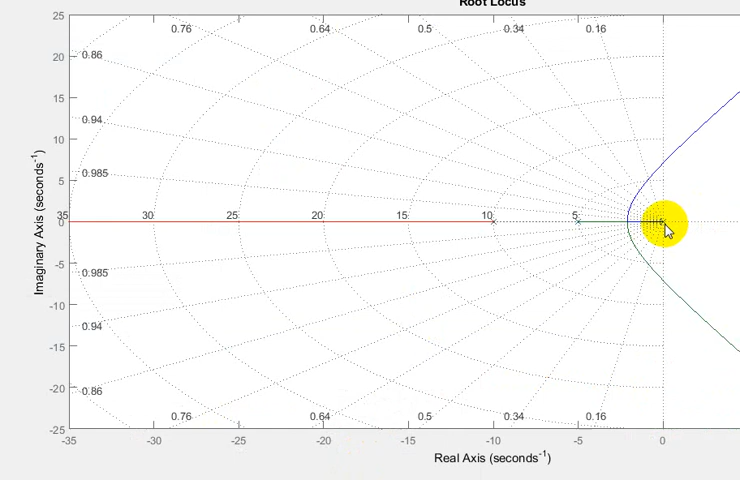 Root Locus
25
0.76 0.64 0.5 0.34 0.16
0.86
20
15
0.94
10
0.985
5
35 30 25 20 15 10 5
0
-5
0.985
-10
0.94
-15
-20
0.86
0.76 0.64 0.5 0.34 0.16
-25
-35 -30 -25 -20 -15 -10 -5 0
Real Axis (seconds-1)
Imaginary Axis (seconds-1)